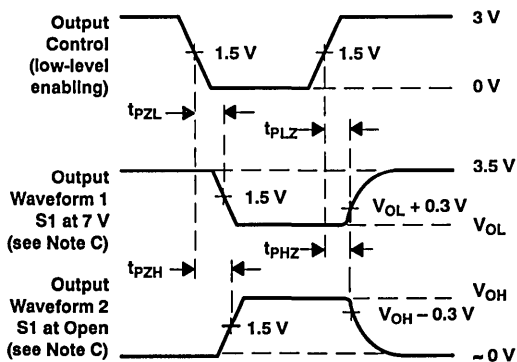 Output
Control
(low-level
enabling)
1.5 V
1.5 V
3 V
0 V
tPZL
tPLZ
Output
Waveform 1
S1 at 7 V
(see Note C)
1.5 V
3.5 V
VOL + 0.3 V
VOL
tPZH
tPHZ
Output
Waveform 2
S1 at Open
(see Note C)
1.5 V
VOH
VOH – 0.3 V
≈ 0 V